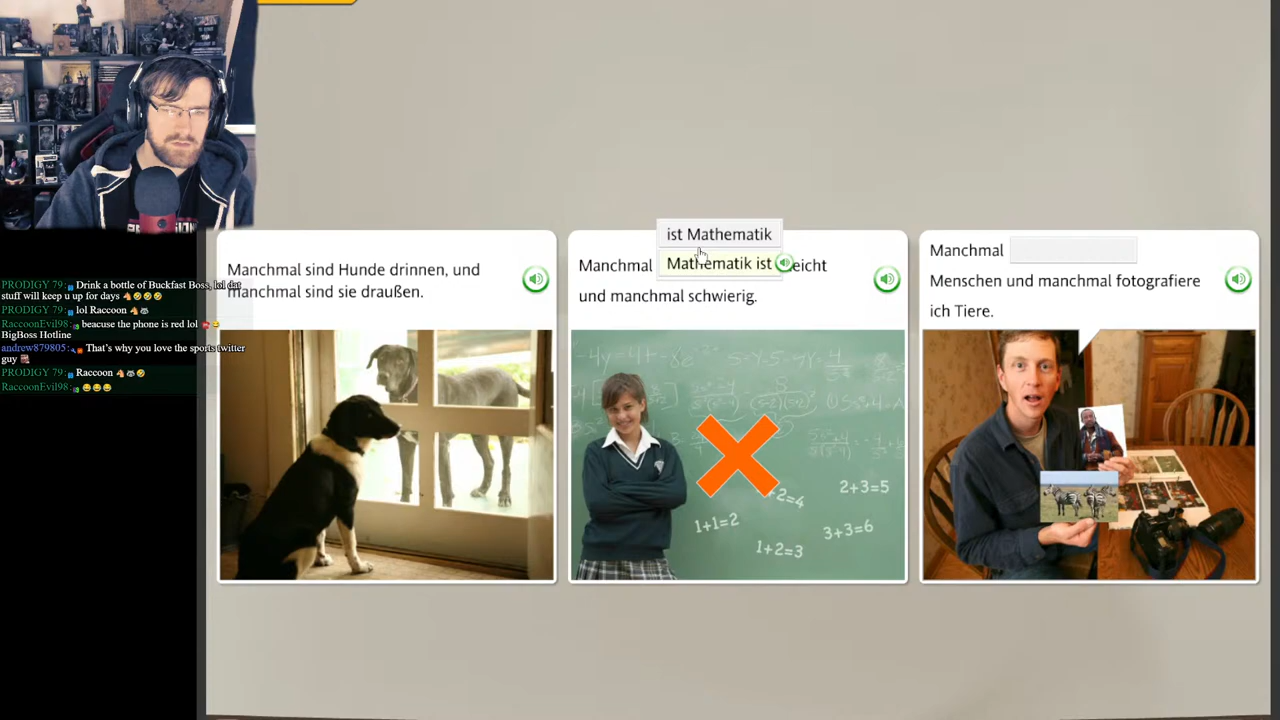 Manchmal sind Hunde drinnen, und
manchmal sind sie draußen.
ist Mathematik
Manchmal Mathematik ist leicht
und manchmal schwierig.
Manchmal
Menschen und manchmal fotografiere
ich Tiere.
PRODIGY 79: Drink a bottle of Buckfast Boss, lol dat
stuff will keep u up for days
PRODIGY 79: lol Raccoon
RaccoonEvil98: beacuse the phone is red lol
BigBoss Hotline
andrew879805: That's why you love the sports twitter
guy
PRODIGY 79: Raccoon
RaccoonEvil98:
1+1=2
+2=4
2+3=5
1+2=3
3+3=6